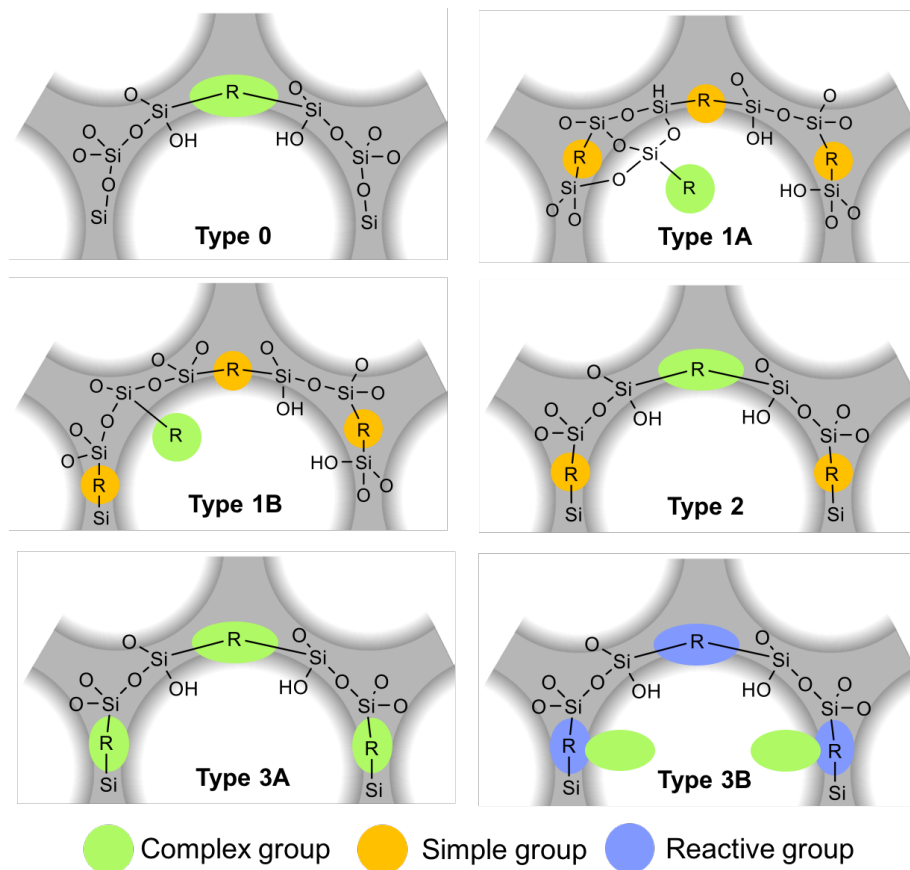 O R O
Si Si
O O OH HO O O
O Si Si O
O O
Si Si
Type 0
H O
Si R Si O
O O
O Si Si O
O OH
O Si
R R
O Si R HO Si
O O O O
Type 1A
O O R O O
Si Si
O O
O Si Si O
OH
O O R R
O Si HO Si
R O O
Si
Type 1B
O R O
Si Si
O O OH HO O O
O Si Si O
R R
Si Si
Type 2
O R O
Si Si
O O OH HO O O
O Si Si O
R R
Si Si
Type 3A
O R O
Si Si
O O OH HO O O
O Si Si O
R R
Si Si
Type 3B
Complex group Simple group Reactive group